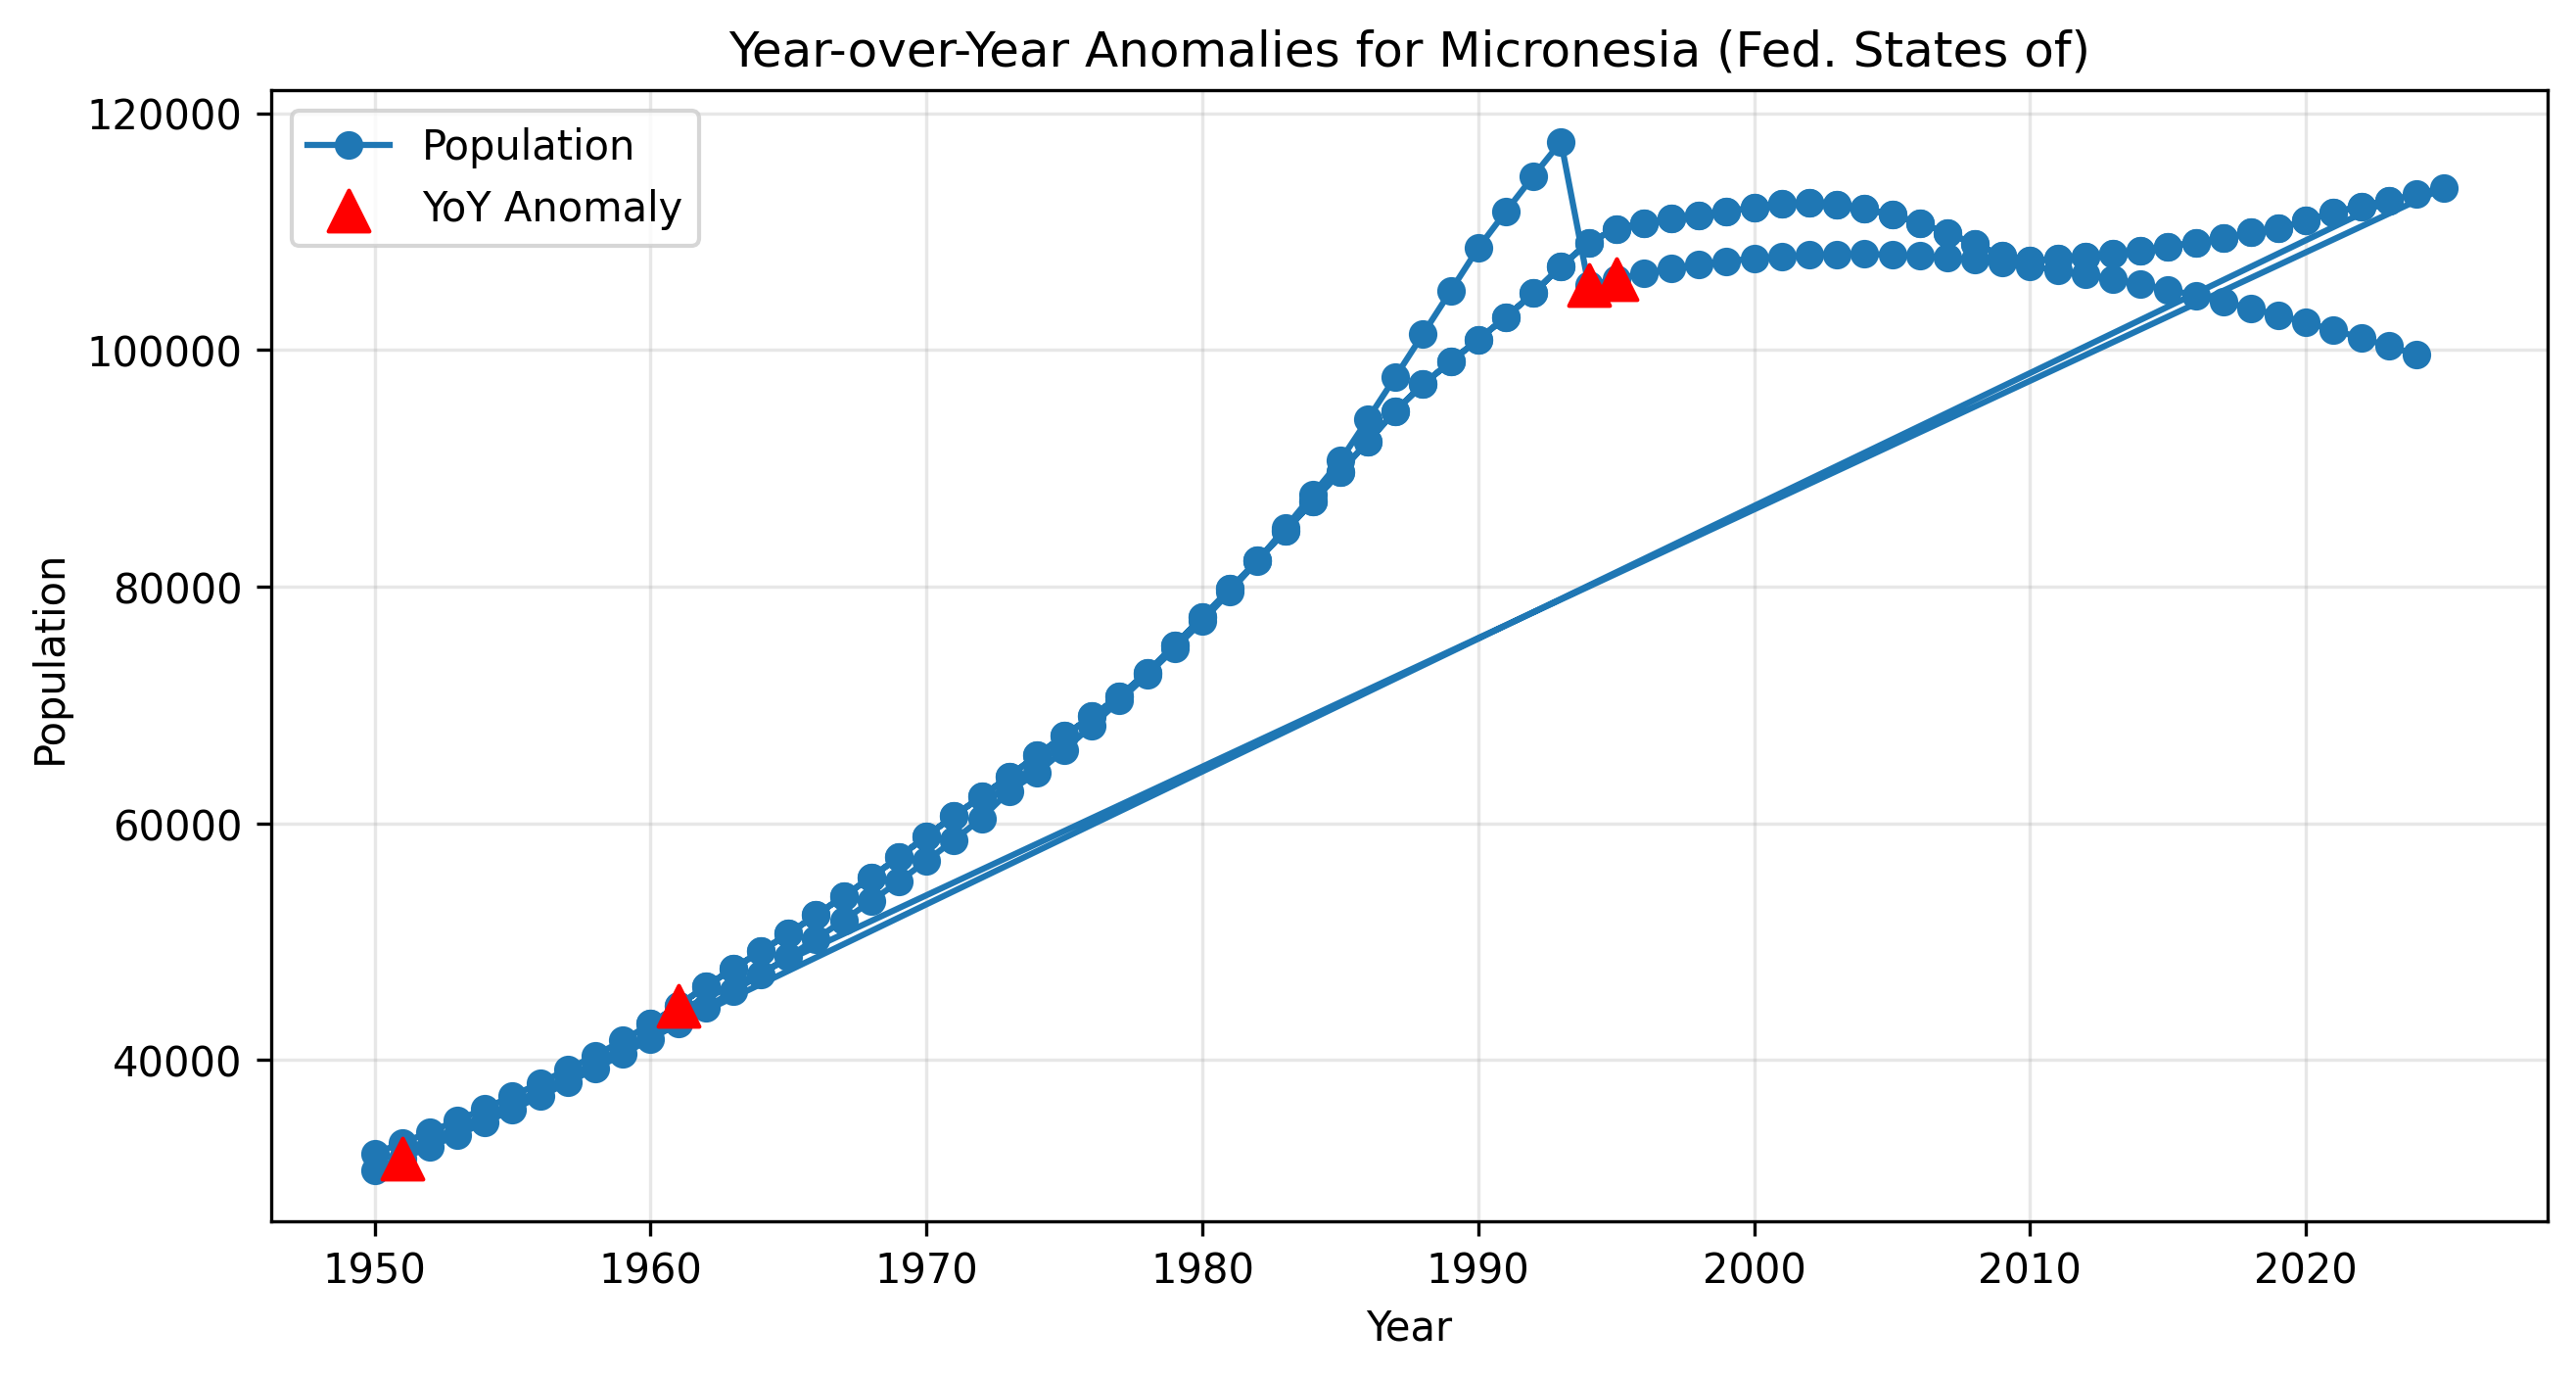 Year-over-Year Anomalies for Micronesia (Fed. States of)
Population
YoY Anomaly
120000
100000
80000
60000
40000
Population
1950 1960 1970 1980 1990 2000 2010 2020
Year